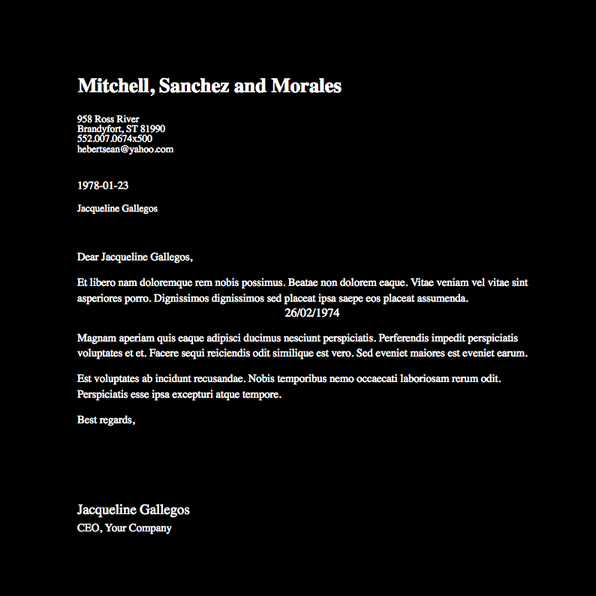 Mitchell, Sanchez and Morales
958 Ross River
Brandyfort, ST 81990
552.007.0674x500
hebertsean@yahoo.com
1978-01-23
Jacqueline Gallegos
Dear Jacqueline Gallegos,
Et libero nam doloremque rem nobis possimus. Beatae non dolorem eaque. Vitae veniam vel vitae sint
asperiores porro. Dignissimos dignissimos sed placeat ipsa saepe eos placeat assumenda.
26/02/1974
Magnam aperiam quis eaque adipisci ducimus nesciunt perspiciatis. Perferendis impedit perspiciatis
voluptates et et. Facere sequi reiciendis odit similique est vero. Sed eveniet maiores est eveniet earum.
Est voluptates ab incidunt recusandae. Nobis temporibus nemo occaecati laboriosam rerum odit.
Perspiciatis esse ipsa excepturi atque tempore.
Best regards,
Jacqueline Gallegos
CEO, Your Company